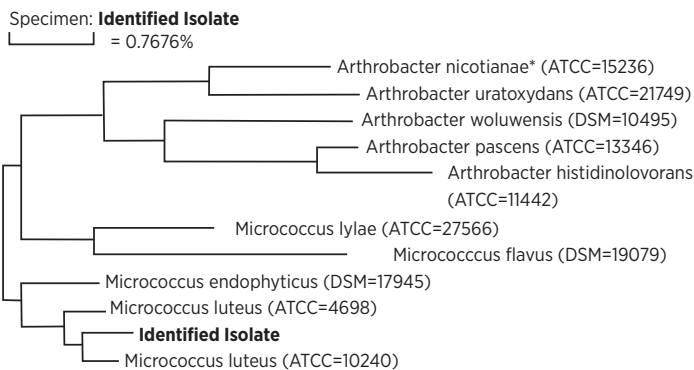 Specimen: Identified Isolate
= 0.7676%
Arthrobacter nicotianae* (ATCC=15236)
Arthrobacter uratoxydans (ATCC=21749)
Arthrobacter woluwensis (DSM=10495)
Arthrobacter pascens (ATCC=13346)
Arthrobacter histidinolovorans
(ATCC=11442)
Micrococcus lylae (ATCC=27566)
Micrococccus flavus (DSM=19079)
Micrococcus endophyticus (DSM=17945)
Micrococcus luteus (ATCC=4698)
Identified Isolate
Micrococcus luteus (ATCC=10240)